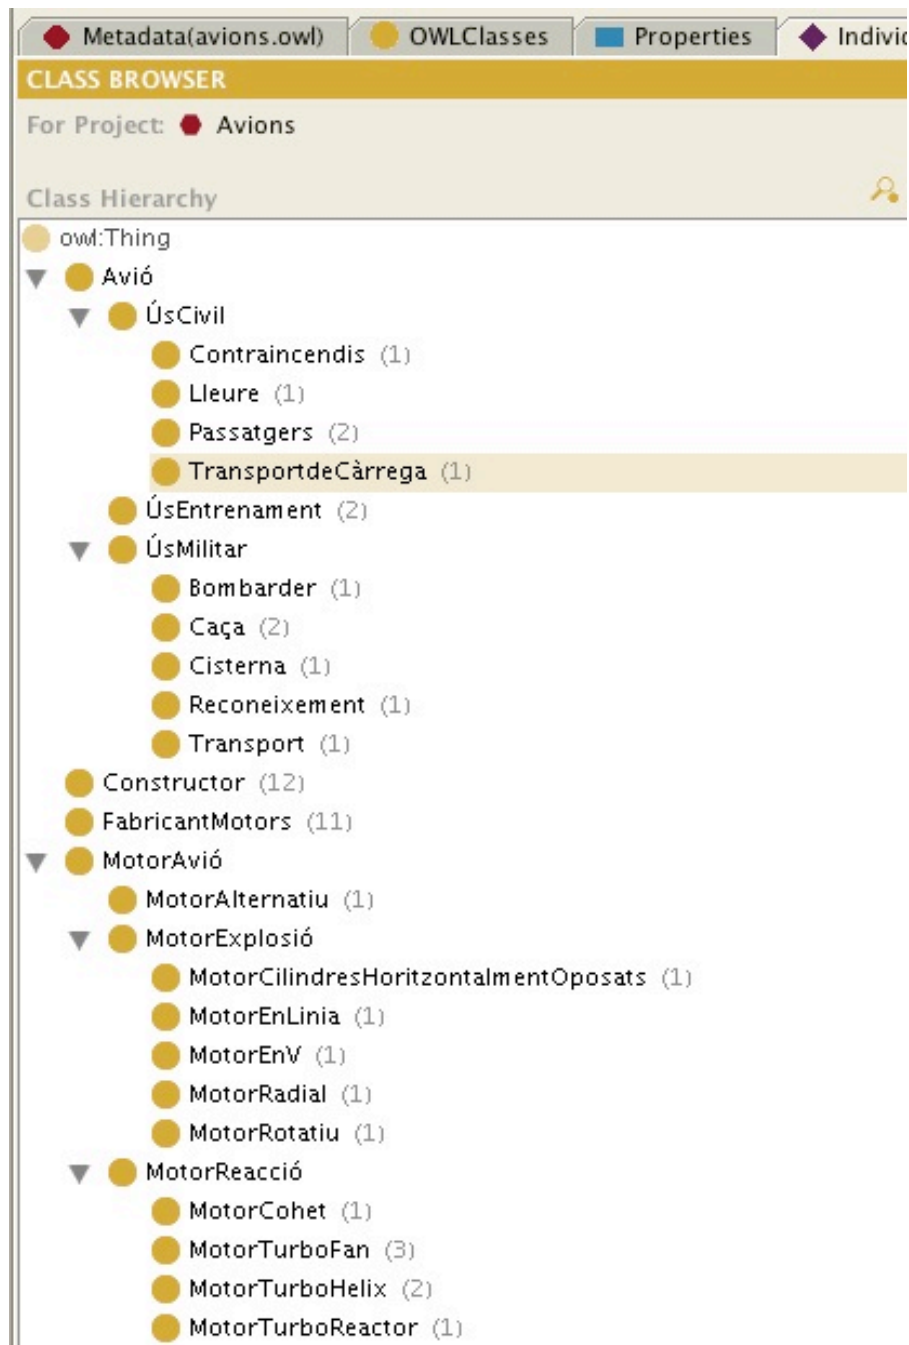 Metadata(avions.owl) OWLClasses Properties Indivic
CLASS BROWSER
For Project: Avions
Class Hierarchy
owl:Thing
Avió
ÚsCivil
Contraincendis (1)
Lleure (1)
Passatgers (2)
TransportdeCàrrega (1)
ÚsEntrenament (2)
ÚsMilitar
Bombarder (1)
Caça (2)
Cisterna (1)
Reconeixement (1)
Transport (1)
Constructor (12)
FabricantMotors (11)
MotorAvió
MotorAlternatiu (1)
MotorExplosió
MotorCilindresHoritzontalmentOposats (1)
MotorEnLinia (1)
MotorEnV (1)
MotorRadial (1)
MotorRotatiu (1)
MotorReacció
MotorCohet (1)
MotorTurboFan (3)
MotorTurboHelix (2)
MotorTurboReactor (1)